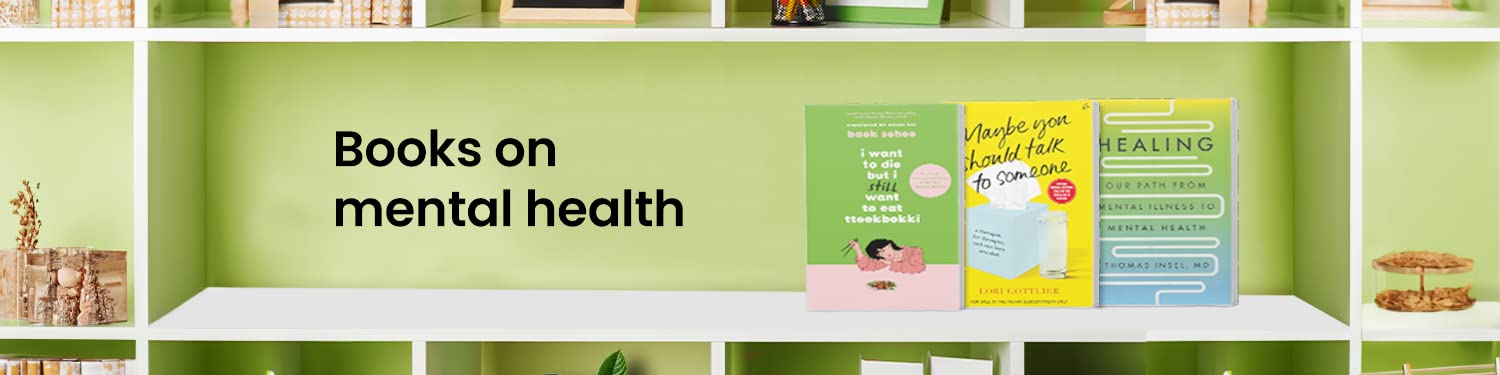 Books on
mental health
baek sehee
i want
to die
but i
still
want
to eat
tteokbokki
Maybe you
should talk
to someone
LORI GOTTLIEB
HEALING
OUR PATH FROM
MENTAL ILLNESS TO
MENTAL HEALTH
THOMAS INSEL, MD